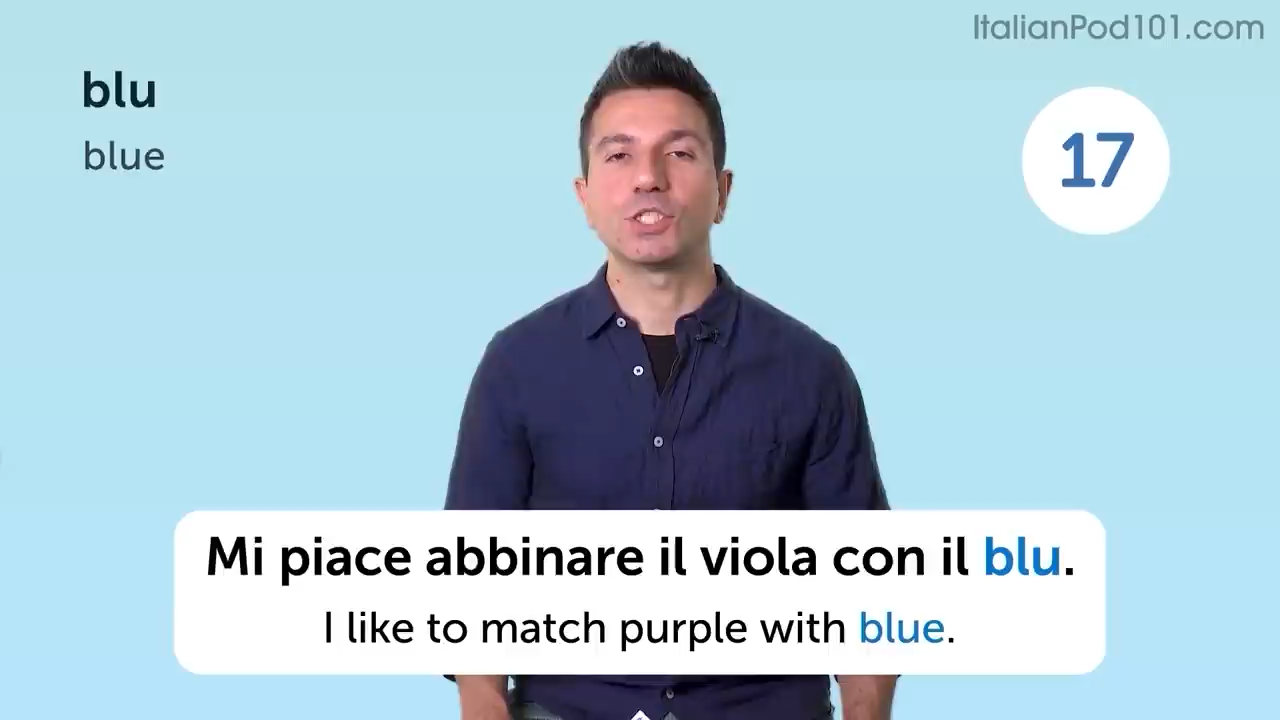 ItalianPod101.com
blu
blue
17
Mi piace abbinare il viola con il blu.
I like to match purple with blue.